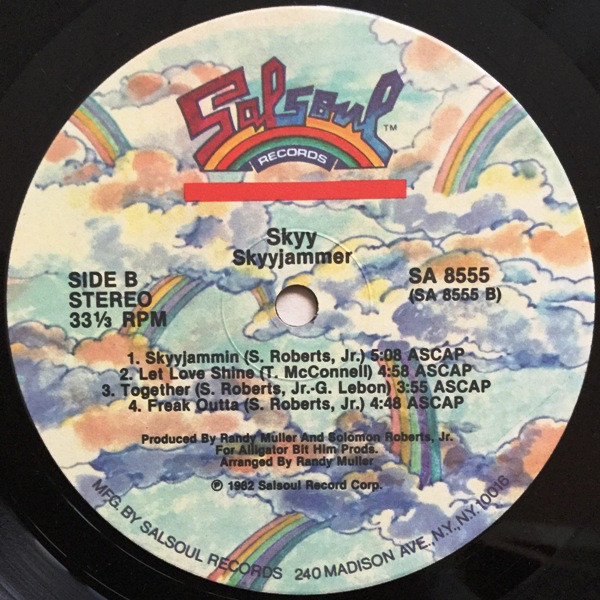 Salsoul TM
RECORDS
Skyy
Skyyjammer
SIDE B
STEREO
33⅓ RPM
SA 8555
(SA 8555 B)
1. Skyyjammin (S. Roberts, Jr.) 5:08 ASCAP
2. Let Love Shine (T. McConnell) 4:58 ASCAP
3. Together (S. Roberts, Jr.-G. Lebon) 3:55 ASCAP
4. Freak Outta (S. Roberts, Jr.) 4:48 ASCAP
Produced By Randy Muller And Solomon Roberts, Jr.
For Alligator Bit Him Prods.
Arranged By Randy Muller
℗ 1982 Salsoul Record Corp.
MFG. BY SALSOUL RECORDS 240 MADISON AVE., N.Y., N.Y. 10016